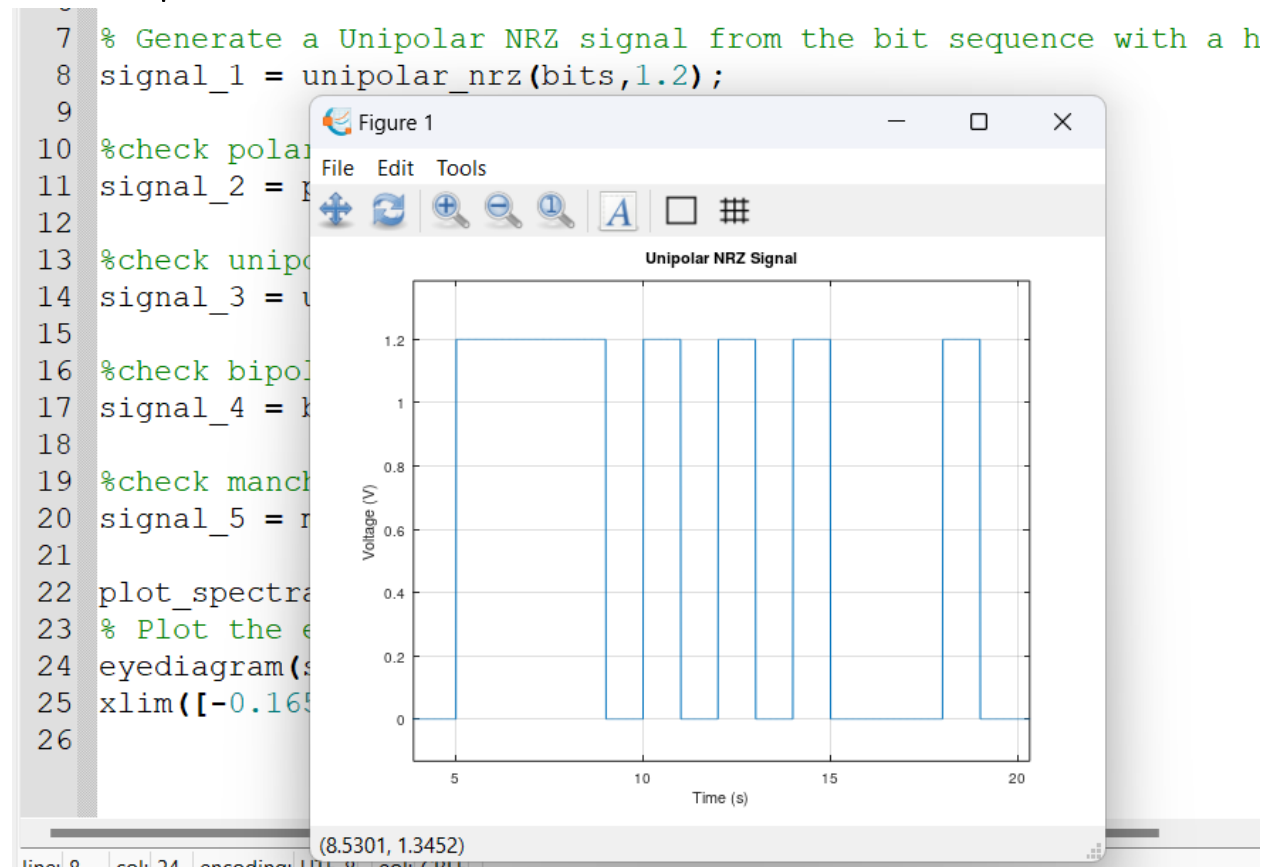 7 % Generate a Unipolar NRZ signal from the bit sequence with a h
8 signal_1 = unipolar_nrz(bits,1.2);
9
10 %check polar
11 signal_2 =
12
13 %check unipo
14 signal_3 =
15
16 %check bipol
17 signal_4 =
18
19 %check manch
20 signal_5 =
21
22 plot_spectra
23 % Plot the e
24 eyediagram(s
25 xlim([-0.165
26
Figure 1
File Edit Tools
A
Unipolar NRZ Signal
1.2
1
0.8
0.6
0.4
0.2
0
Voltage (V)
5 10 15 20
Time (s)
(8.5301, 1.3452)